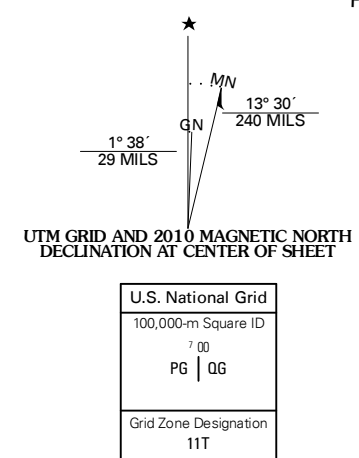 ★
MN
GN
13° 30´
240 MILS
1° 38´
29 MILS
UTM GRID AND 2010 MAGNETIC NORTH
DECLINATION AT CENTER OF SHEET
U.S. National Grid
100,000-m Square ID
7 00
PG | QG
Grid Zone Designation
11T